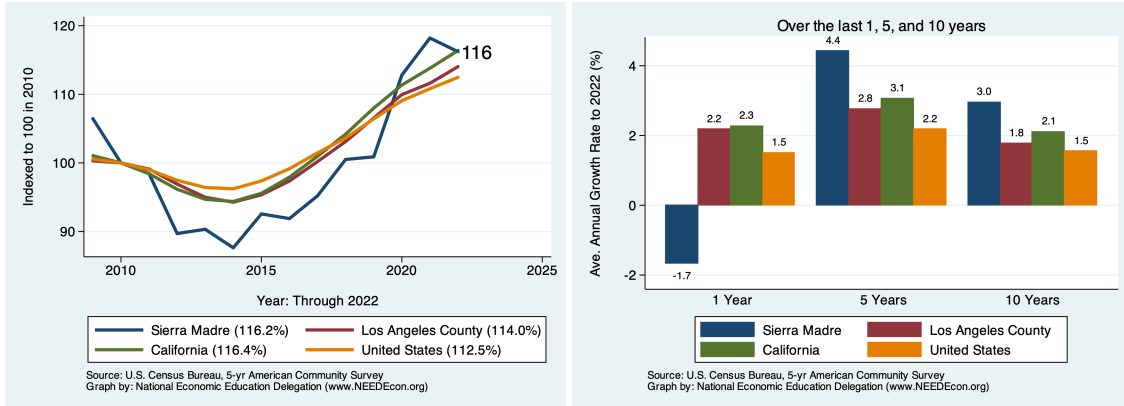 120
110
100
90
Indexed to 100 in 2010
116
2010
2015
2020
2025
Year: Through 2022
Sierra Madre (116.2%)
Los Angeles County (114.0%)
California (116.4%)
United States (112.5%)
Source: U.S. Census Bureau, 5-yr American Community Survey
Graph by: National Economic Education Delegation (www.NEEDEcon.org)
Over the last 1, 5, and 10 years
Ave. Annual Growth Rate to 2022 (%)
4
2
0
-2
-1.7
2.2
2.3
1.5
4.4
2.8
3.1
2.2
3.0
1.8
2.1
1.5
1 Year
5 Years
10 Years
Sierra Madre
Los Angeles County
California
United States
Source: U.S. Census Bureau, 5-yr American Community Survey
Graph by: National Economic Education Delegation (www.NEEDEcon.org)